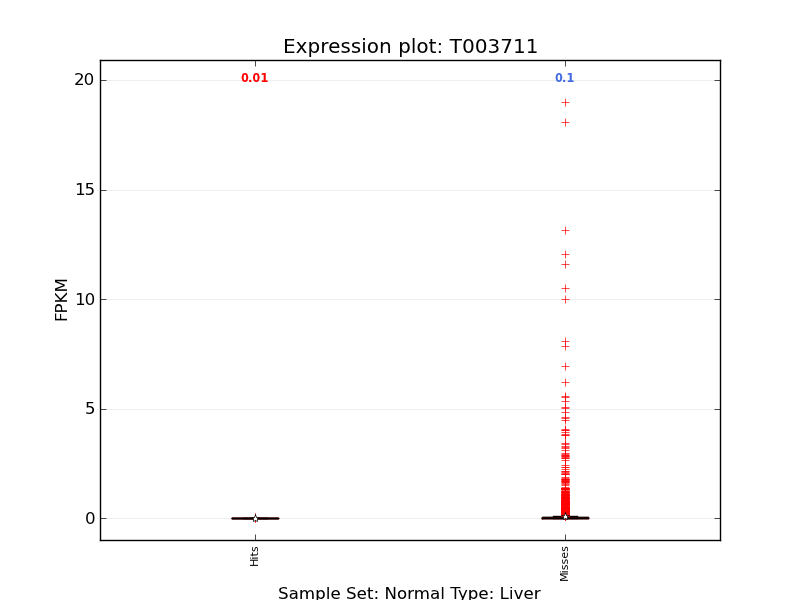 Expression plot: T003711
0.01
0.1
20
15
10
5
0
FPKM
Hits
Misses
Sample Set: Normal Type: Liver